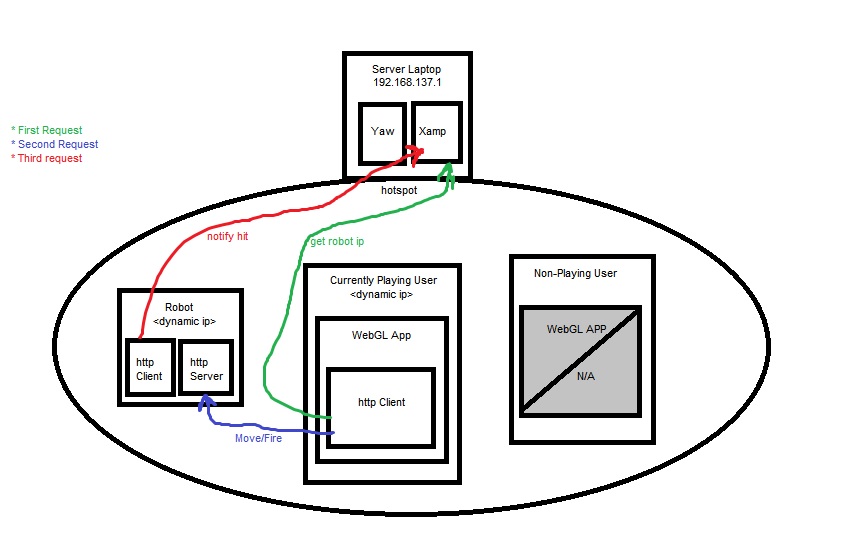 Server Laptop
192.168.137.1
Yaw
Xamp
* First Request
* Second Request
* Third request
hotspot
notify hit
get robot ip
Robot
<dynamic ip>
http
Client
http
Server
Currently Playing User
<dynamic ip>
WebGL App
http Client
Move/Fire
Non-Playing User
WebGL APP
N/A